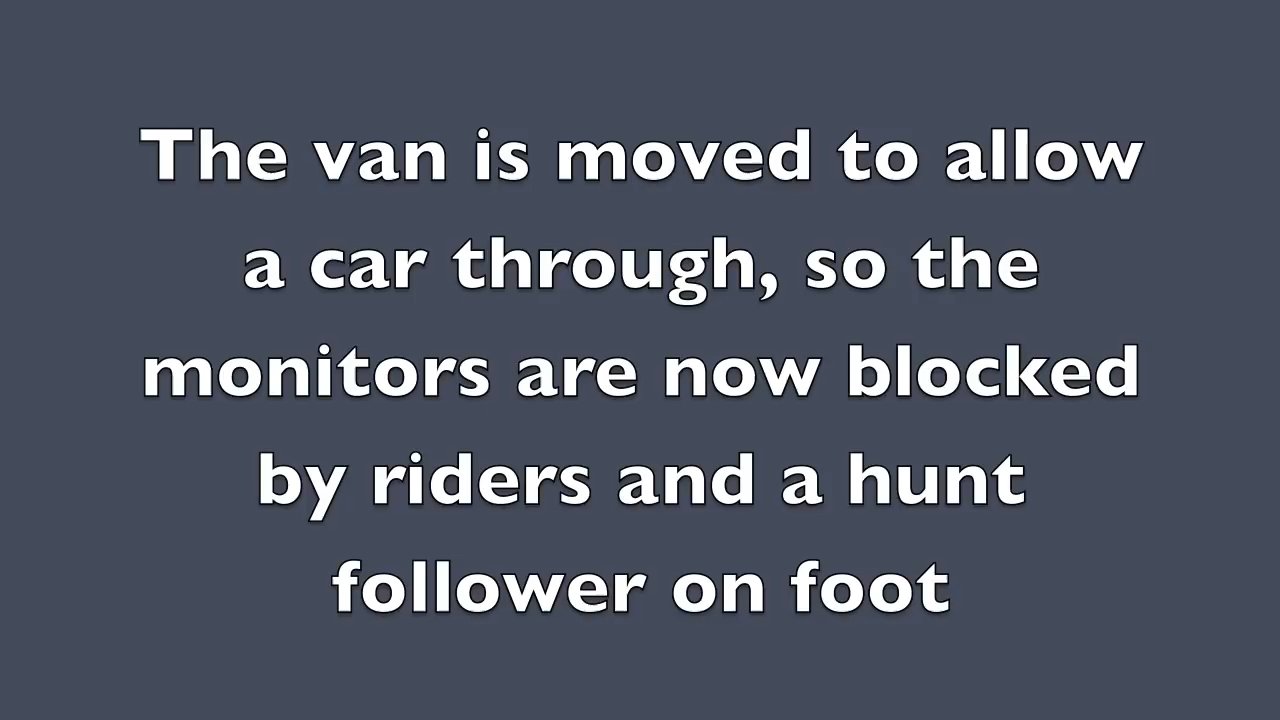 The van is moved to allow
a car through, so the
monitors are now blocked
by riders and a hunt
follower on foot